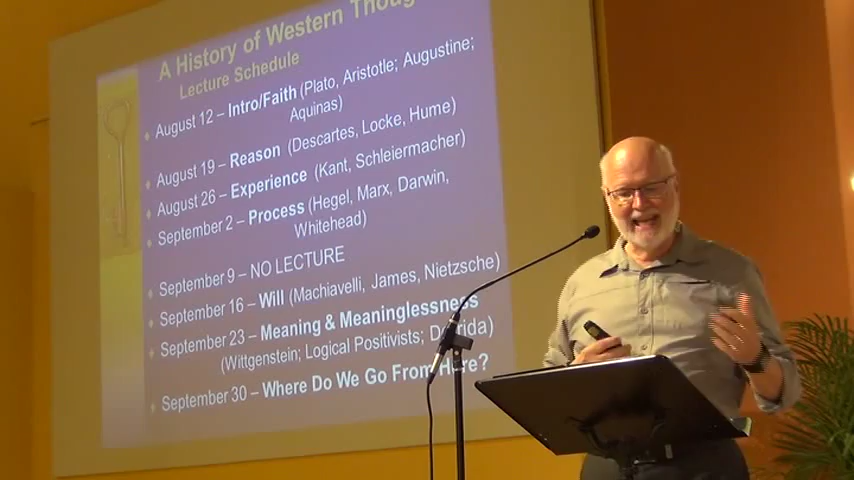 A History of Western Thoug
Lecture Schedule
August 12 – Intro/Faith (Plato, Aristotle; Augustine;
Aquinas)
August 19 – Reason (Descartes, Locke, Hume)
August 26 – Experience (Kant, Schleiermacher)
September 2 – Process (Hegel, Marx, Darwin,
Whitehead)
September 9 – NO LECTURE
September 16 – Will (Machiavelli, James, Nietzsche)
September 23 – Meaning & Meaninglessness
(Wittgenstein; Logical Positivists; Derrida)
September 30 – Where Do We Go From Here?